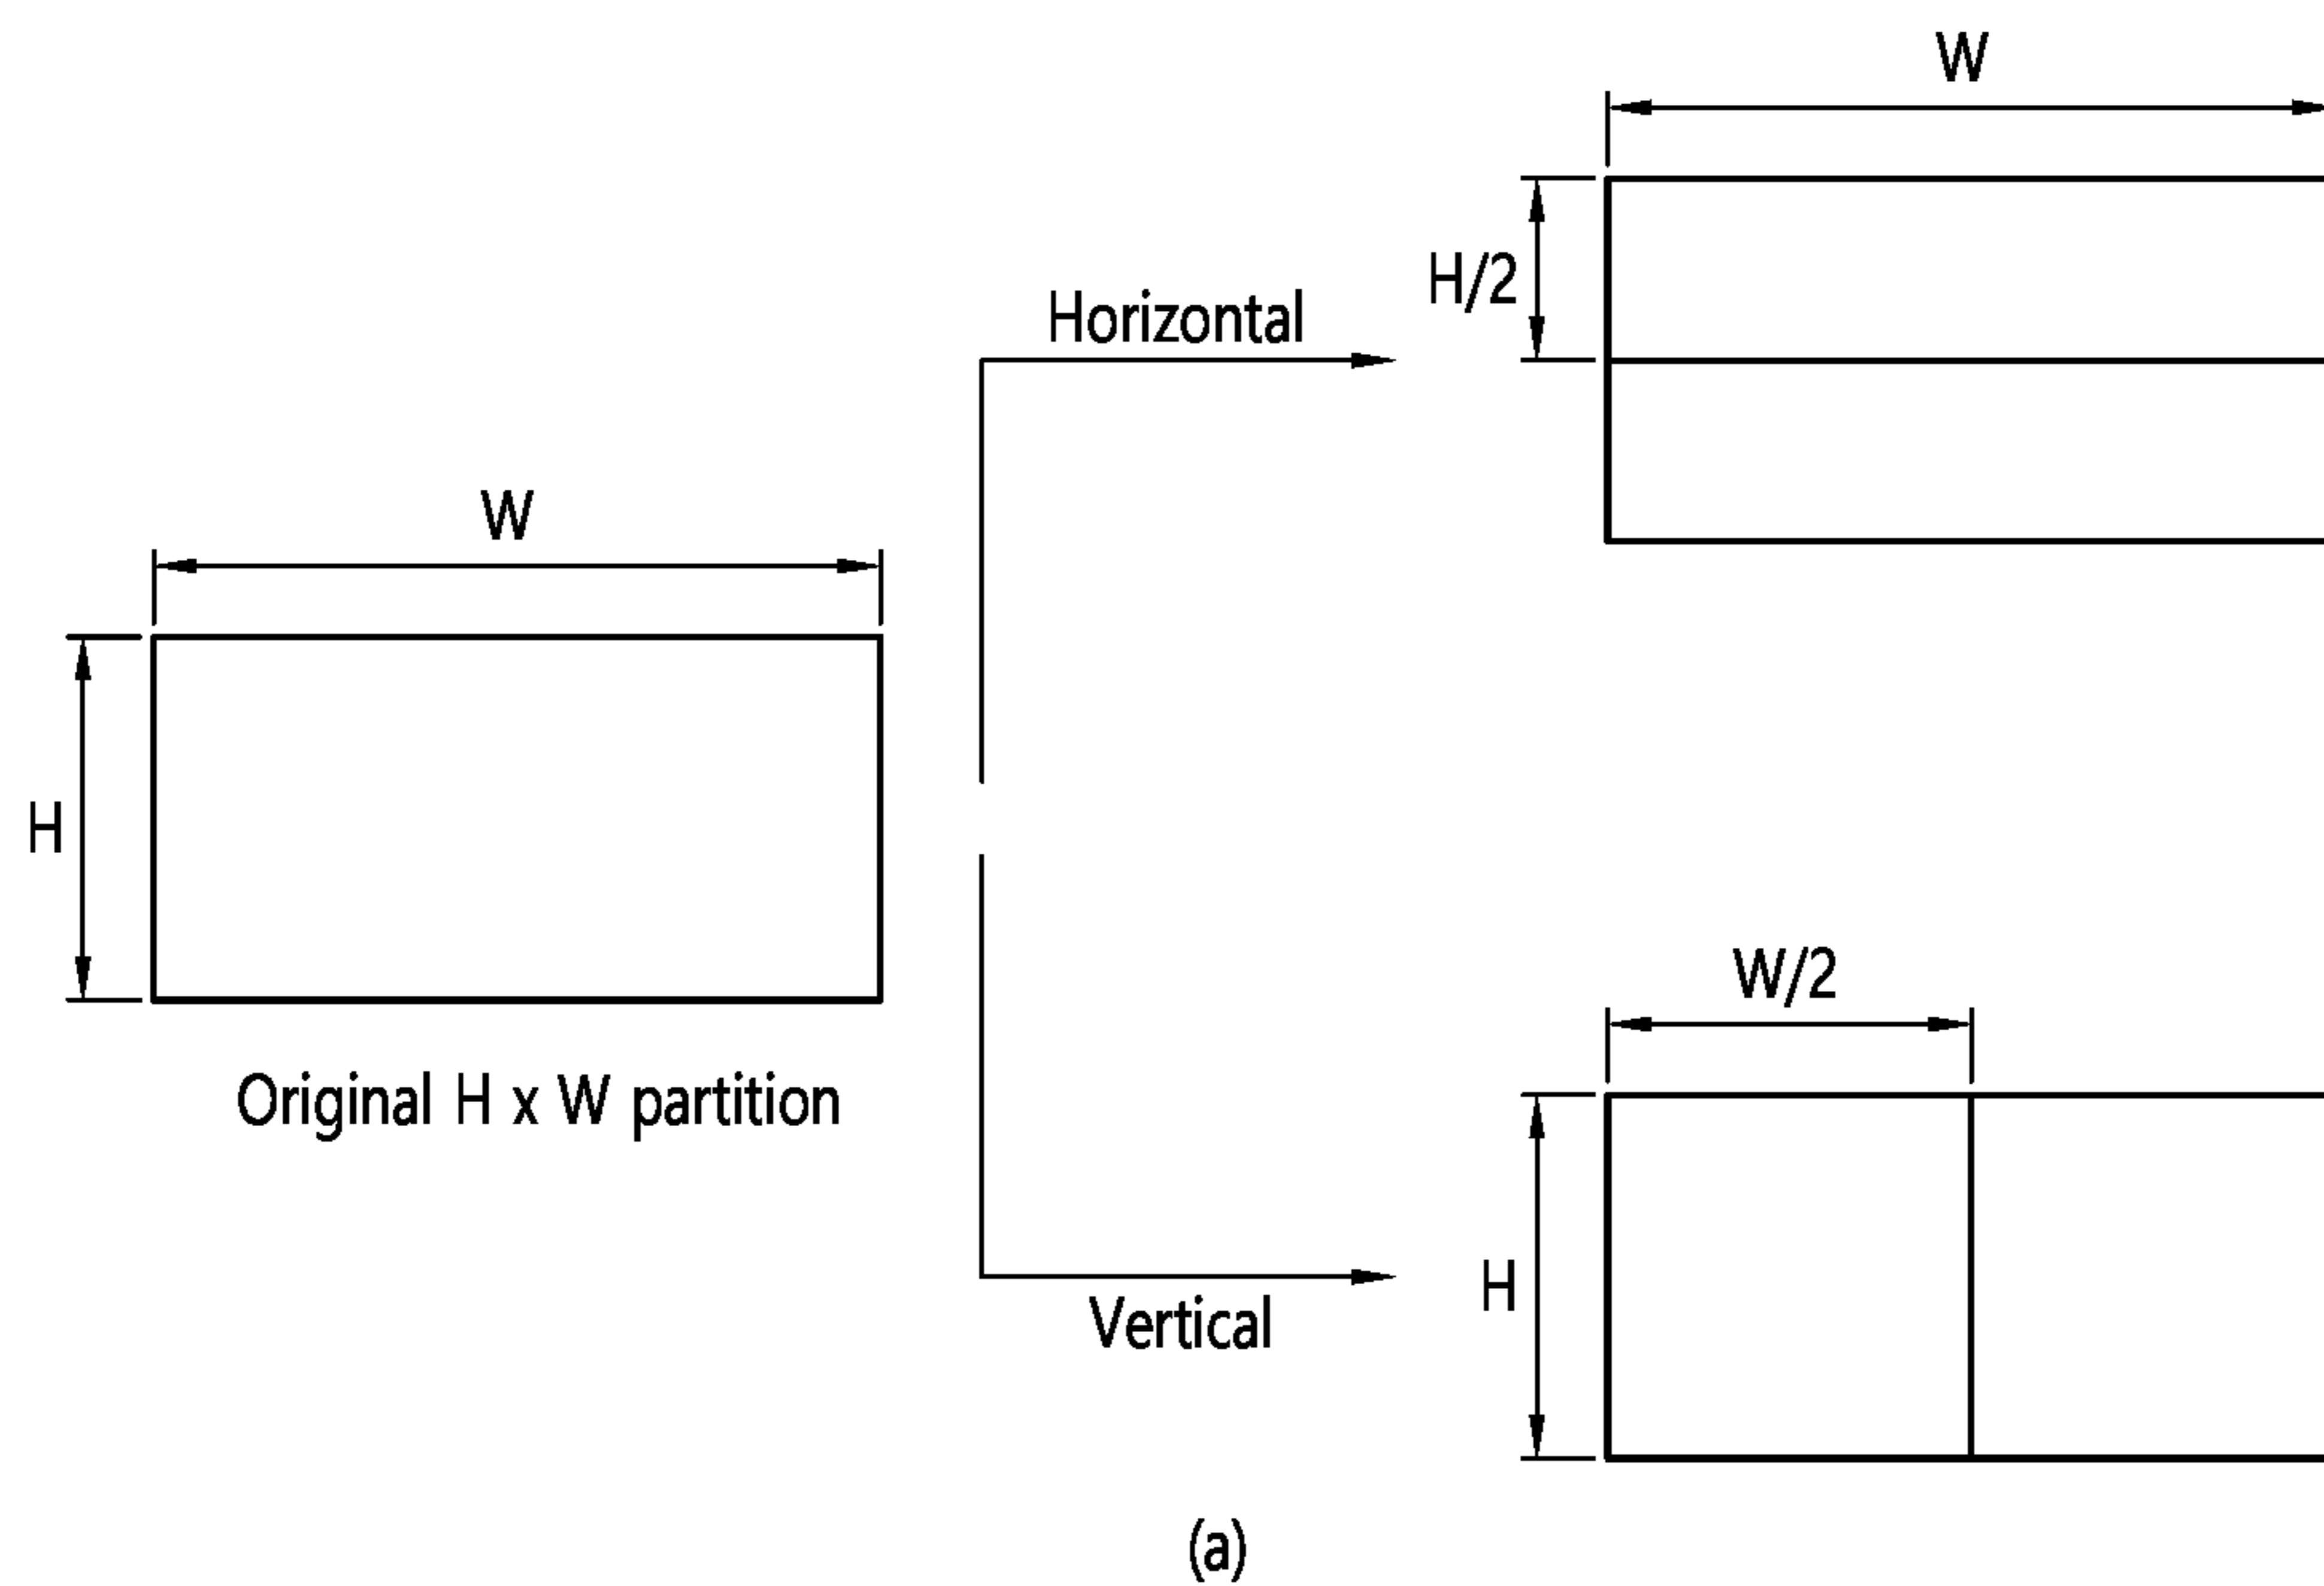 W
H/2
Horizontal
W
H
Original H x W partition
W/2
H
Vertical
(a)